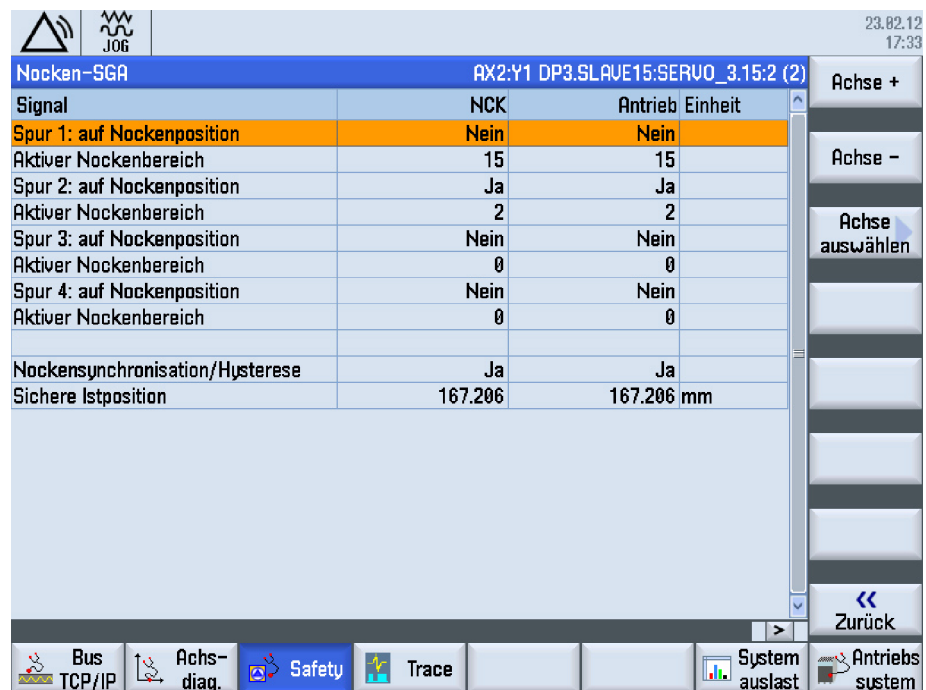 23.02.12
JOG
17:33
Nocken-SGA AX2:Y1 DP3.SLAVE15:SERVO_3.15:2 (2)
Achse +
Signal NCK Antrieb Einheit
Spur 1: auf Nockenposition Nein Nein
Aktiver Nockenbereich 15 15
Achse -
Spur 2: auf Nockenposition Ja Ja
Aktiver Nockenbereich 2 2
Achse
auswählen
Spur 3: auf Nockenposition Nein Nein
Aktiver Nockenbereich 0 0
Spur 4: auf Nockenposition Nein Nein
Aktiver Nockenbereich 0 0
Nockensynchronisation/Hysterese Ja Ja
Sichere Istposition 167.206 167.206 mm
<<
Zurück
>
Bus
TCP/IP
Achs-
diag.
Safety
Trace
System
auslast
Antriebs
system